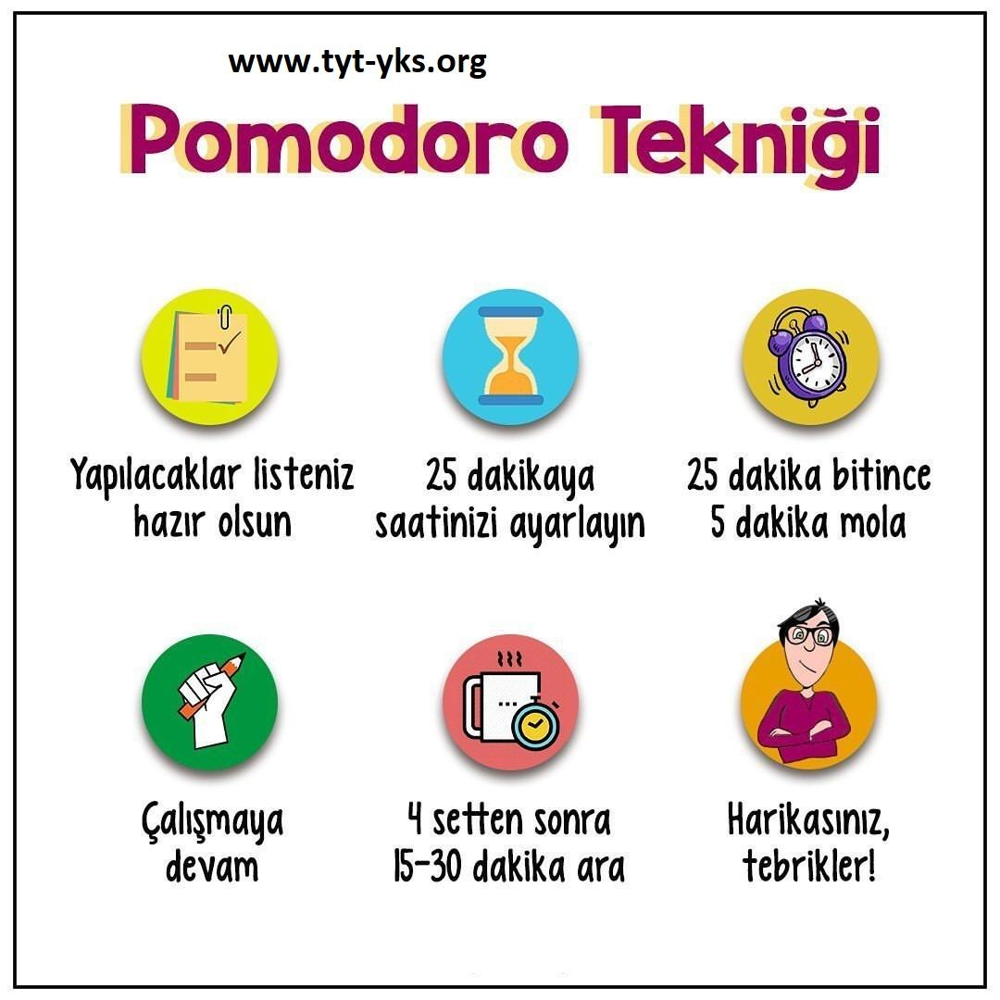 www.tyt-yks.org
Pomodoro Tekniği
Yapılacaklar listeniz
hazır olsun
25 dakikaya
saatinizi ayarlayın
25 dakika bitince
5 dakika mola
Çalışmaya
devam
4 setten sonra
15-30 dakika ara
Harikasınız,
tebrikler!